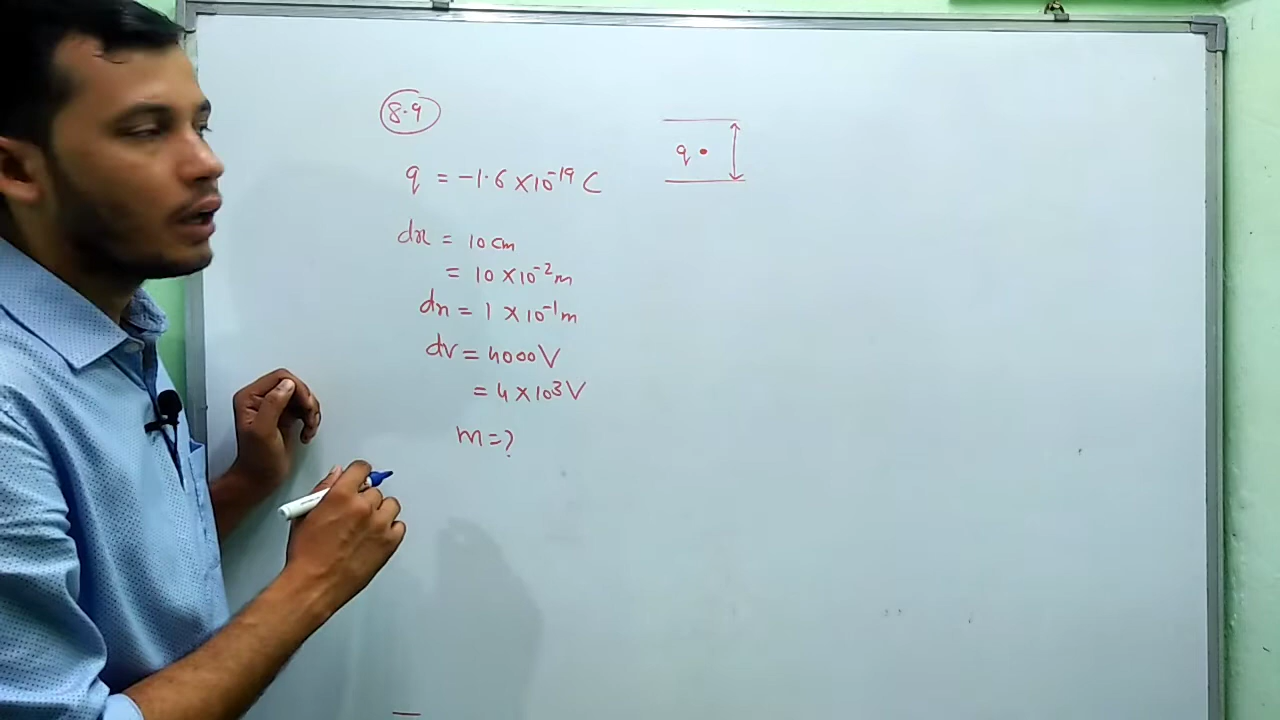 8.9
q = -1.6 × 10⁻¹⁹ C
dx = 10 cm
= 10 × 10⁻² m
dx = 1 × 10⁻¹ m
dv = 4000 V
= 4 × 10³ V
m = ?
q